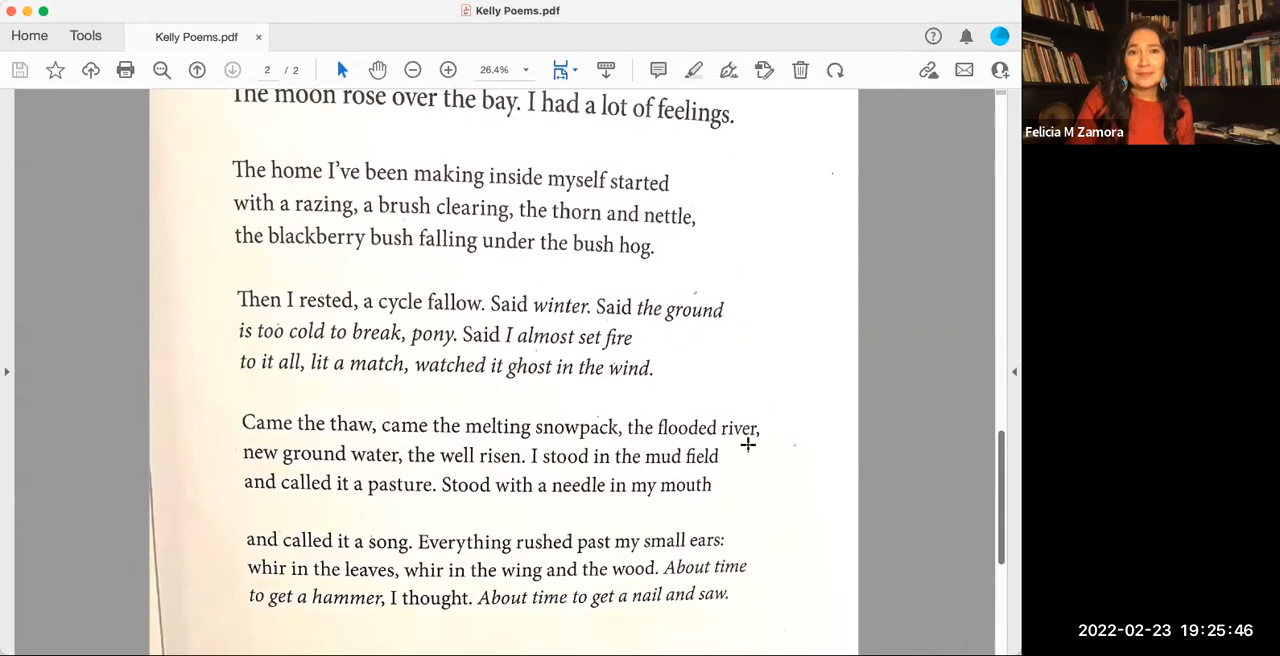 Kelly Poems.pdf
Home Tools Kelly Poems.pdf ×
2 / 2 26.4%
The moon rose over the bay. I had a lot of feelings.
The home I've been making inside myself started
with a razing, a brush clearing, the thorn and nettle,
the blackberry bush falling under the bush hog.
Then I rested, a cycle fallow. Said winter. Said the ground
is too cold to break, pony. Said I almost set fire
to it all, lit a match, watched it ghost in the wind.
Came the thaw, came the melting snowpack, the flooded river,
new ground water, the well risen. I stood in the mud field
and called it a pasture. Stood with a needle in my mouth
and called it a song. Everything rushed past my small ears:
whir in the leaves, whir in the wing and the wood. About time
to get a hammer, I thought. About time to get a nail and saw.
Felicia M Zamora
2022-02-23 19:25:46